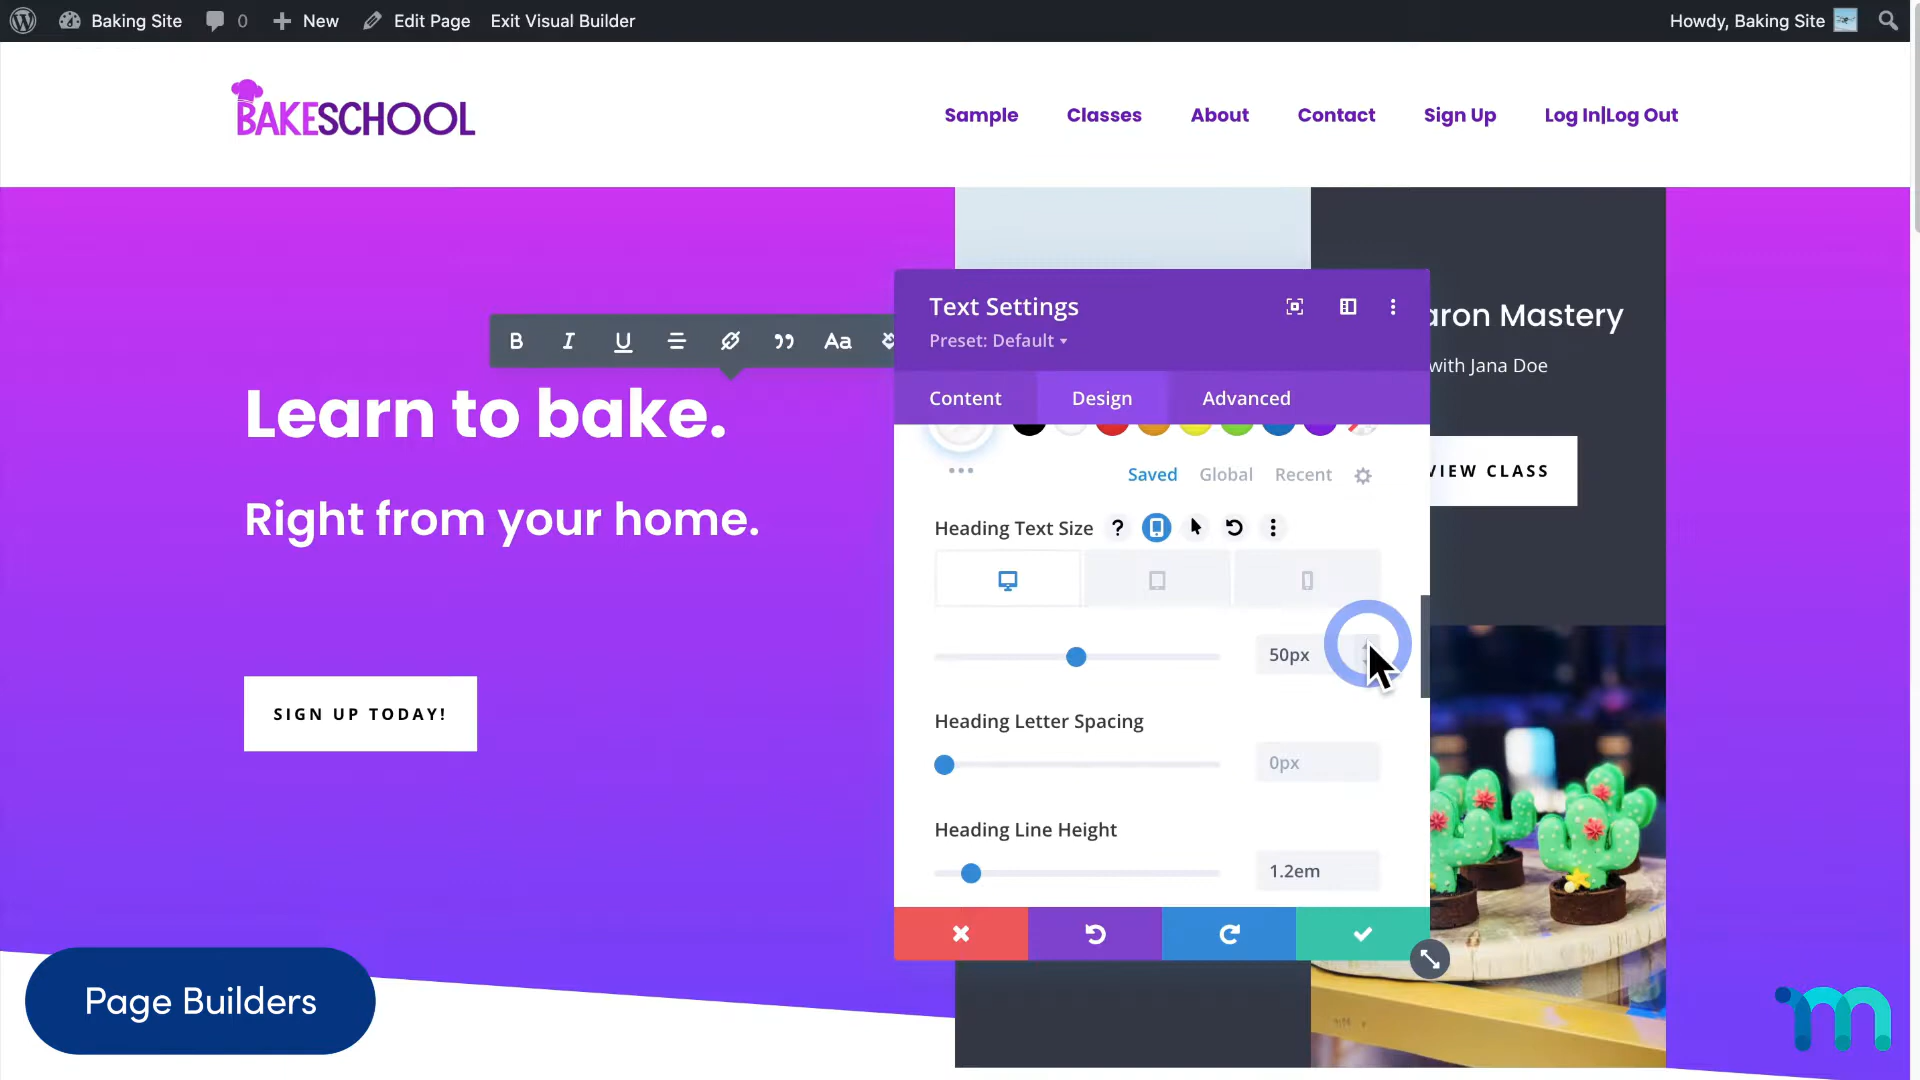 Baking Site 0 New Edit Page Exit Visual Builder Howdy, Baking Site
BAKESCHOOL
Sample Classes About Contact Sign Up Log In|Log Out
Learn to bake.
Right from your home.
SIGN UP TODAY!
B I U Aa
Text Settings
Preset: Default
Content Design Advanced
Saved Global Recent
Heading Text Size ?
50px
Heading Letter Spacing
0px
Heading Line Height
1.2em
aron Mastery
with Jana Doe
VIEW CLASS
Page Builders
m